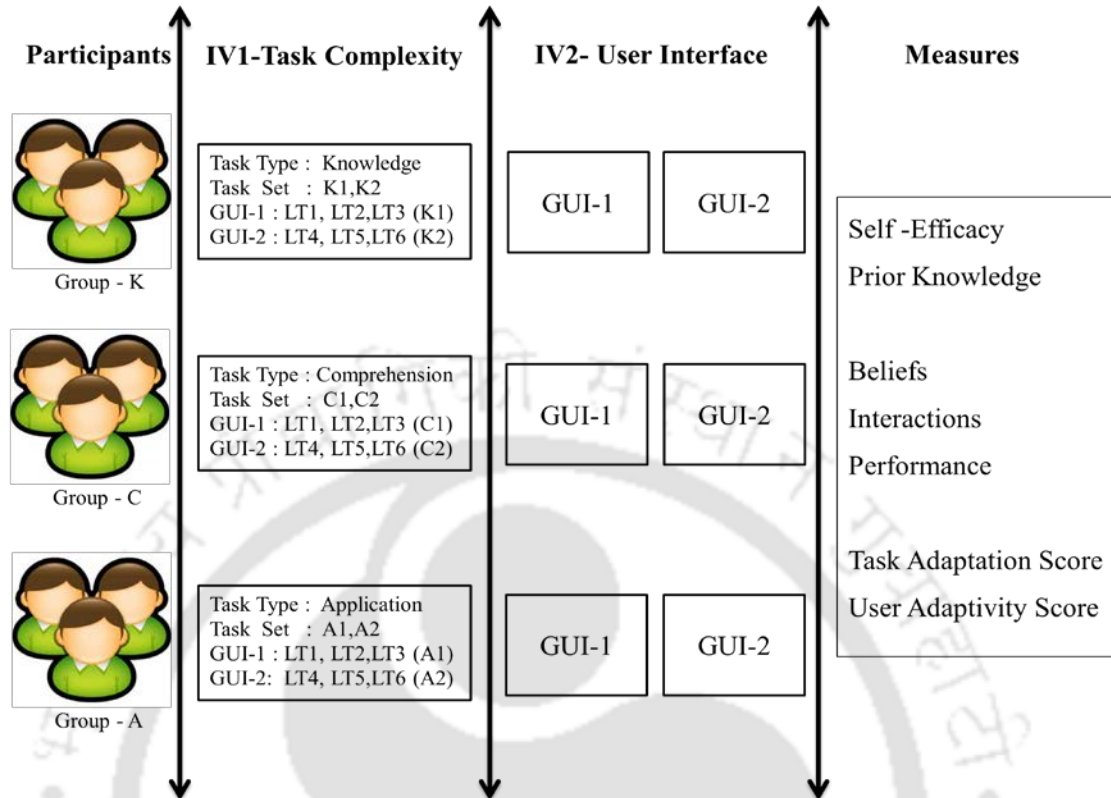 Participants
IV1-Task Complexity
IV2- User Interface
Measures
Group - K
Task Type : Knowledge
Task Set : K1,K2
GUI-1 : LT1, LT2,LT3 (K1)
GUI-2 : LT4, LT5,LT6 (K2)
GUI-1
GUI-2
Group - C
Task Type : Comprehension
Task Set : C1,C2
GUI-1 : LT1, LT2,LT3 (C1)
GUI-2 : LT4, LT5,LT6 (C2)
GUI-1
GUI-2
Group - A
Task Type : Application
Task Set : A1,A2
GUI-1 : LT1, LT2,LT3 (A1)
GUI-2: LT4, LT5,LT6 (A2)
GUI-1
GUI-2
Self -Efficacy
Prior Knowledge
Beliefs
Interactions
Performance
Task Adaptation Score
User Adaptivity Score